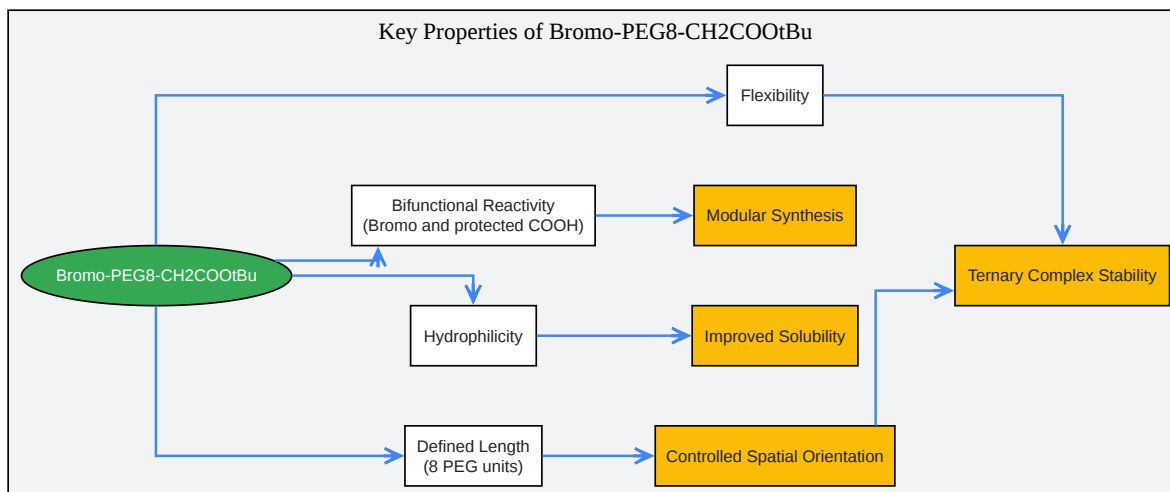 Key Properties of Bromo-PEG8-CH2COOtBu
Flexibility
Bifunctional Reactivity
(Bromo and protected COOH)
Modular Synthesis
Bromo-PEG8-CH2COOtBu
Ternary Complex Stability
Hydrophilicity
Improved Solubility
Defined Length
(8 PEG units)
Controlled Spatial Orientation